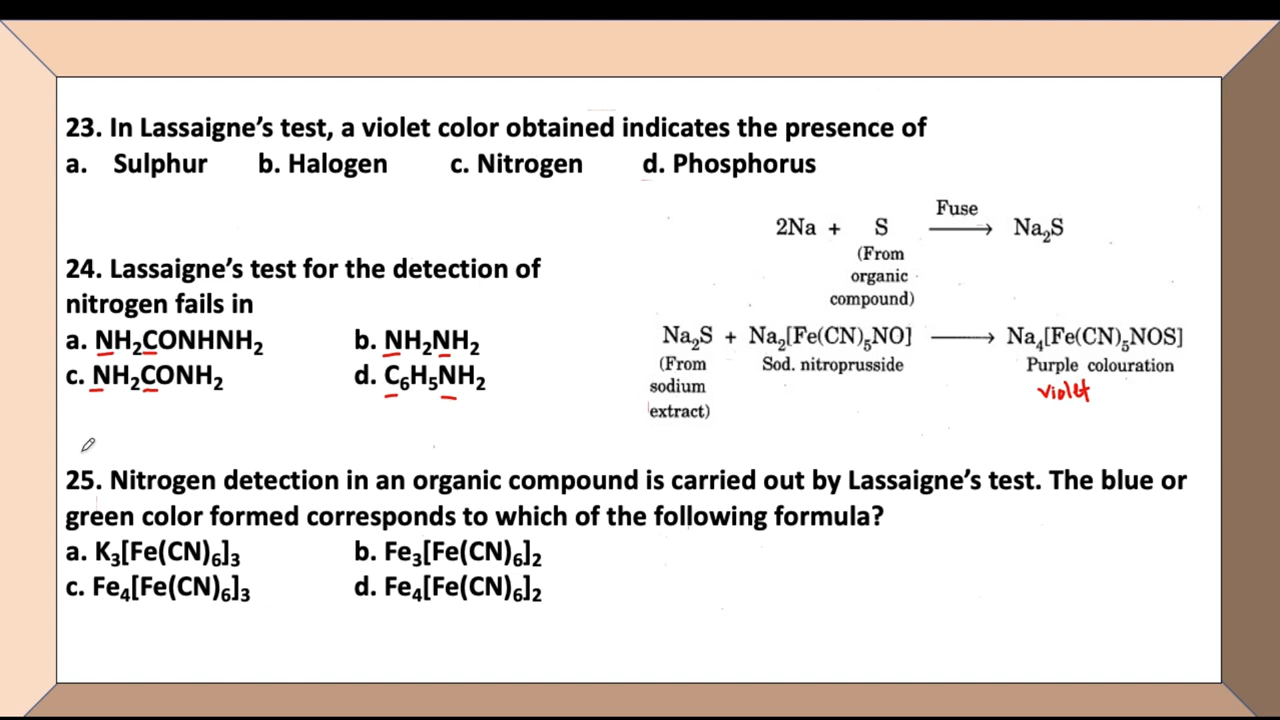 23. In Lassaigne's test, a violet color obtained indicates the presence of
a. Sulphur b. Halogen c. Nitrogen d. Phosphorus
2Na + S Fuse ⟶ Na₂S
(From
organic
compound)
24. Lassaigne's test for the detection of
nitrogen fails in
a. NH₂CONHNH₂ b. NH₂NH₂
c. NH₂CONH₂ d. C₆H₅NH₂
Na₂S + Na₂[Fe(CN)₅NO] ⟶ Na₄[Fe(CN)₅NOS]
(From Sod. nitroprusside Purple colouration
sodium violet
extract)
25. Nitrogen detection in an organic compound is carried out by Lassaigne's test. The blue or
green color formed corresponds to which of the following formula?
a. K₃[Fe(CN)₆]₃ b. Fe₃[Fe(CN)₆]₂
c. Fe₄[Fe(CN)₆]₃ d. Fe₄[Fe(CN)₆]₂